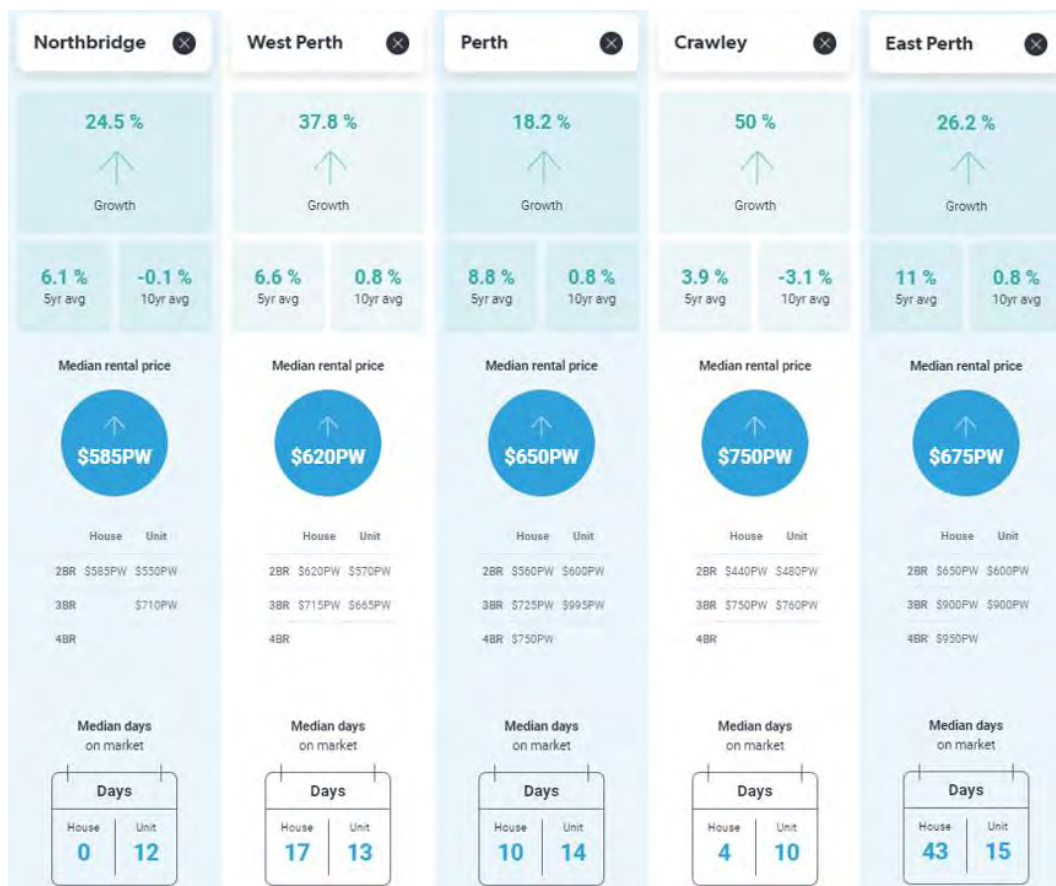 Northbridge
24.5 %
Growth
6.1 % -0.1 %
5yr avg 10yr avg
Median rental price
$585PW
House Unit
2BR $585PW $550PW
3BR $710PW
4BR
Median days
on market
Days
House Unit
0 12
West Perth
37.8 %
Growth
6.6 % 0.8 %
5yr avg 10yr avg
Median rental price
$620PW
House Unit
2BR $620PW $570PW
3BR $715PW $665PW
4BR
Median days
on market
Days
House Unit
17 13
Perth
18.2 %
Growth
8.8 % 0.8 %
5yr avg 10yr avg
Median rental price
$650PW
House Unit
2BR $560PW $600PW
3BR $725PW $995PW
4BR $750PW
Median days
on market
Days
House Unit
10 14
Crawley
50 %
Growth
3.9 % -3.1 %
5yr avg 10yr avg
Median rental price
$750PW
House Unit
2BR $440PW $480PW
3BR $750PW $760PW
4BR
Median days
on market
Days
House Unit
4 10
East Perth
26.2 %
Growth
11 % 0.8 %
5yr avg 10yr avg
Median rental price
$675PW
House Unit
2BR $650PW $600PW
3BR $900PW $900PW
4BR $950PW
Median days
on market
Days
House Unit
43 15